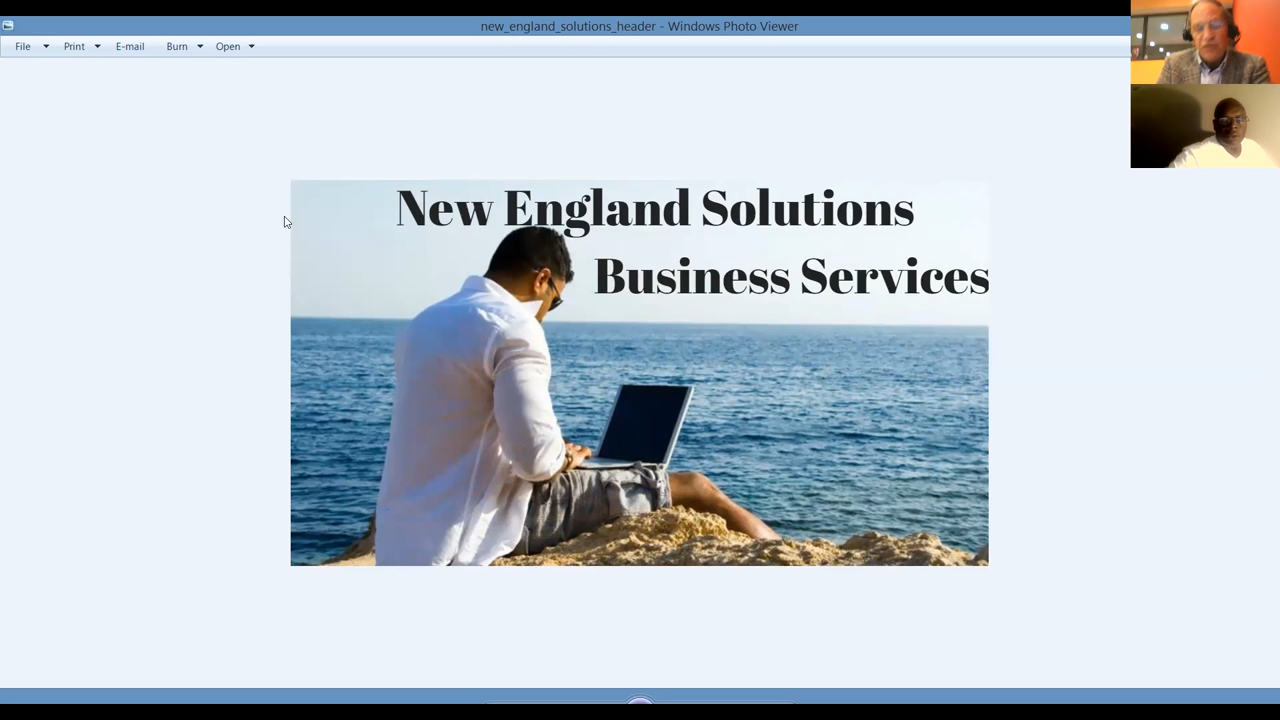 new_england_solutions_header - Windows Photo Viewer
File Print E-mail Burn Open
New England Solutions
Business Services